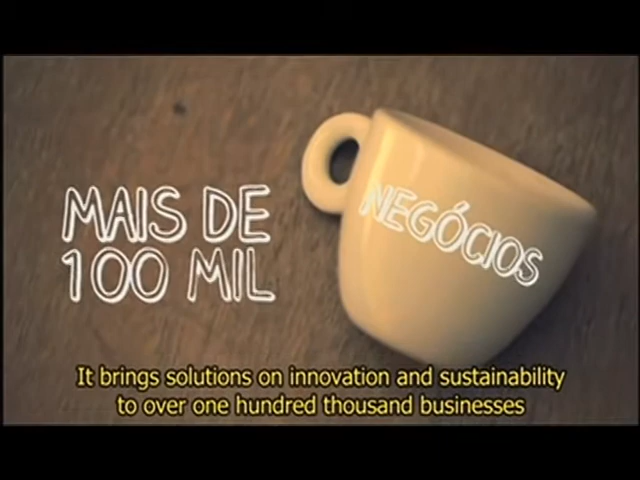 MAIS DE
100 MIL
NEGÓCIOS
It brings solutions on innovation and sustainability
to over one hundred thousand businesses